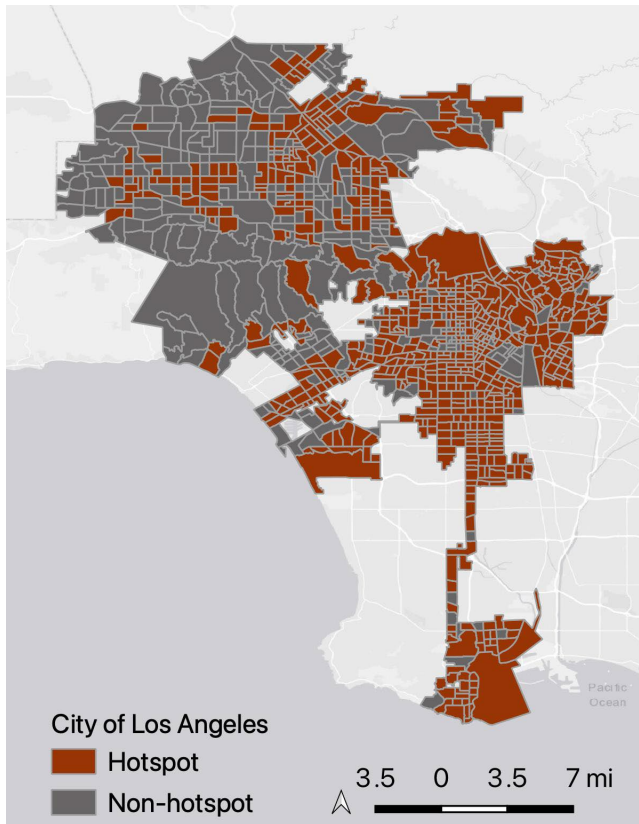 Pacific
Ocean
City of Los Angeles
Hotspot
Non-hotspot
3.5 0 3.5 7 mi